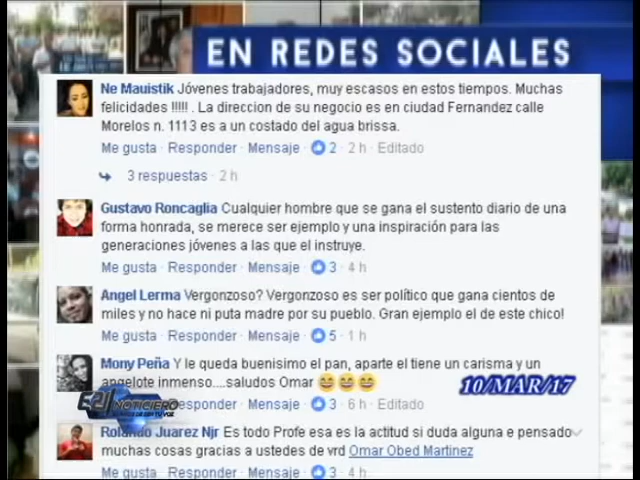 EN REDES SOCIALES
Ne Mauistik Jóvenes trabajadores, muy escasos en estos tiempos. Muchas
felicidades !!!!! . La direccion de su negocio es en ciudad Fernandez calle
Morelos n. 1113 es a un costado del agua brissa.
Me gusta · Responder · Mensaje · 2 · 2 h · Editado
3 respuestas · 2 h
Gustavo Roncaglia Cualquier hombre que se gana el sustento diario de una
forma honrada, se merece ser ejemplo y una inspiración para las
generaciones jóvenes a las que el instruye.
Me gusta · Responder · Mensaje · 3 · 4 h
Angel Lerma Vergonzoso? Vergonzoso es ser político que gana cientos de
miles y no hace ni puta madre por su pueblo. Gran ejemplo el de este chico!
Me gusta · Responder · Mensaje · 5 · 1 h
Mony Peña Y le queda buenisimo el pan, aparte el tiene un carisma y un
angelote inmenso....saludos Omar 😄😄😄
esponder · Mensaje · 3 · 6 h · Editado
10/MAR/17
NOTICIERO
Rolando Juarez Njr Es todo Profe esa es la actitud si duda alguna e pensado
muchas cosas gracias a ustedes de vrd Omar Obed Martinez
Me gusta · Responder · Mensaje · 3 · 4 h